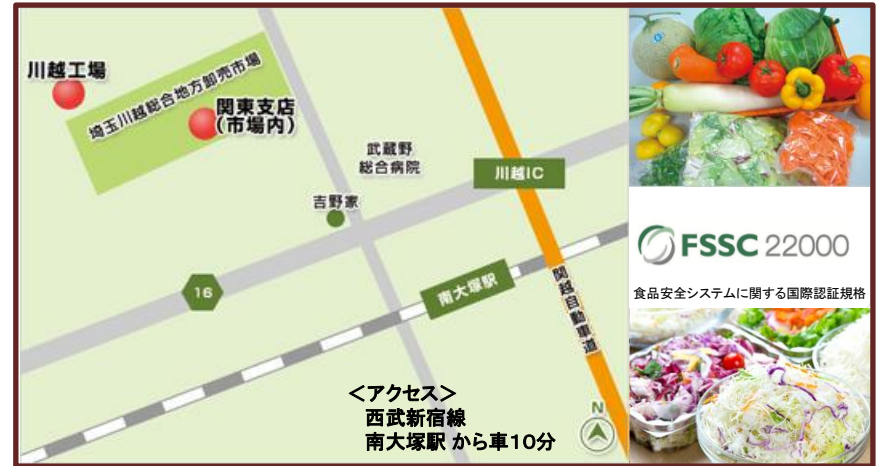 川越工場
埼玉川越総合地方卸売市場
関東支店
(市場内)
武蔵野
総合病院
川越IC
吉野家
16
南大塚駅
関越自動車道
<アクセス>
西武新宿線
南大塚駅 から車10分
N
FSSC 22000
食品安全システムに関する国際認証規格